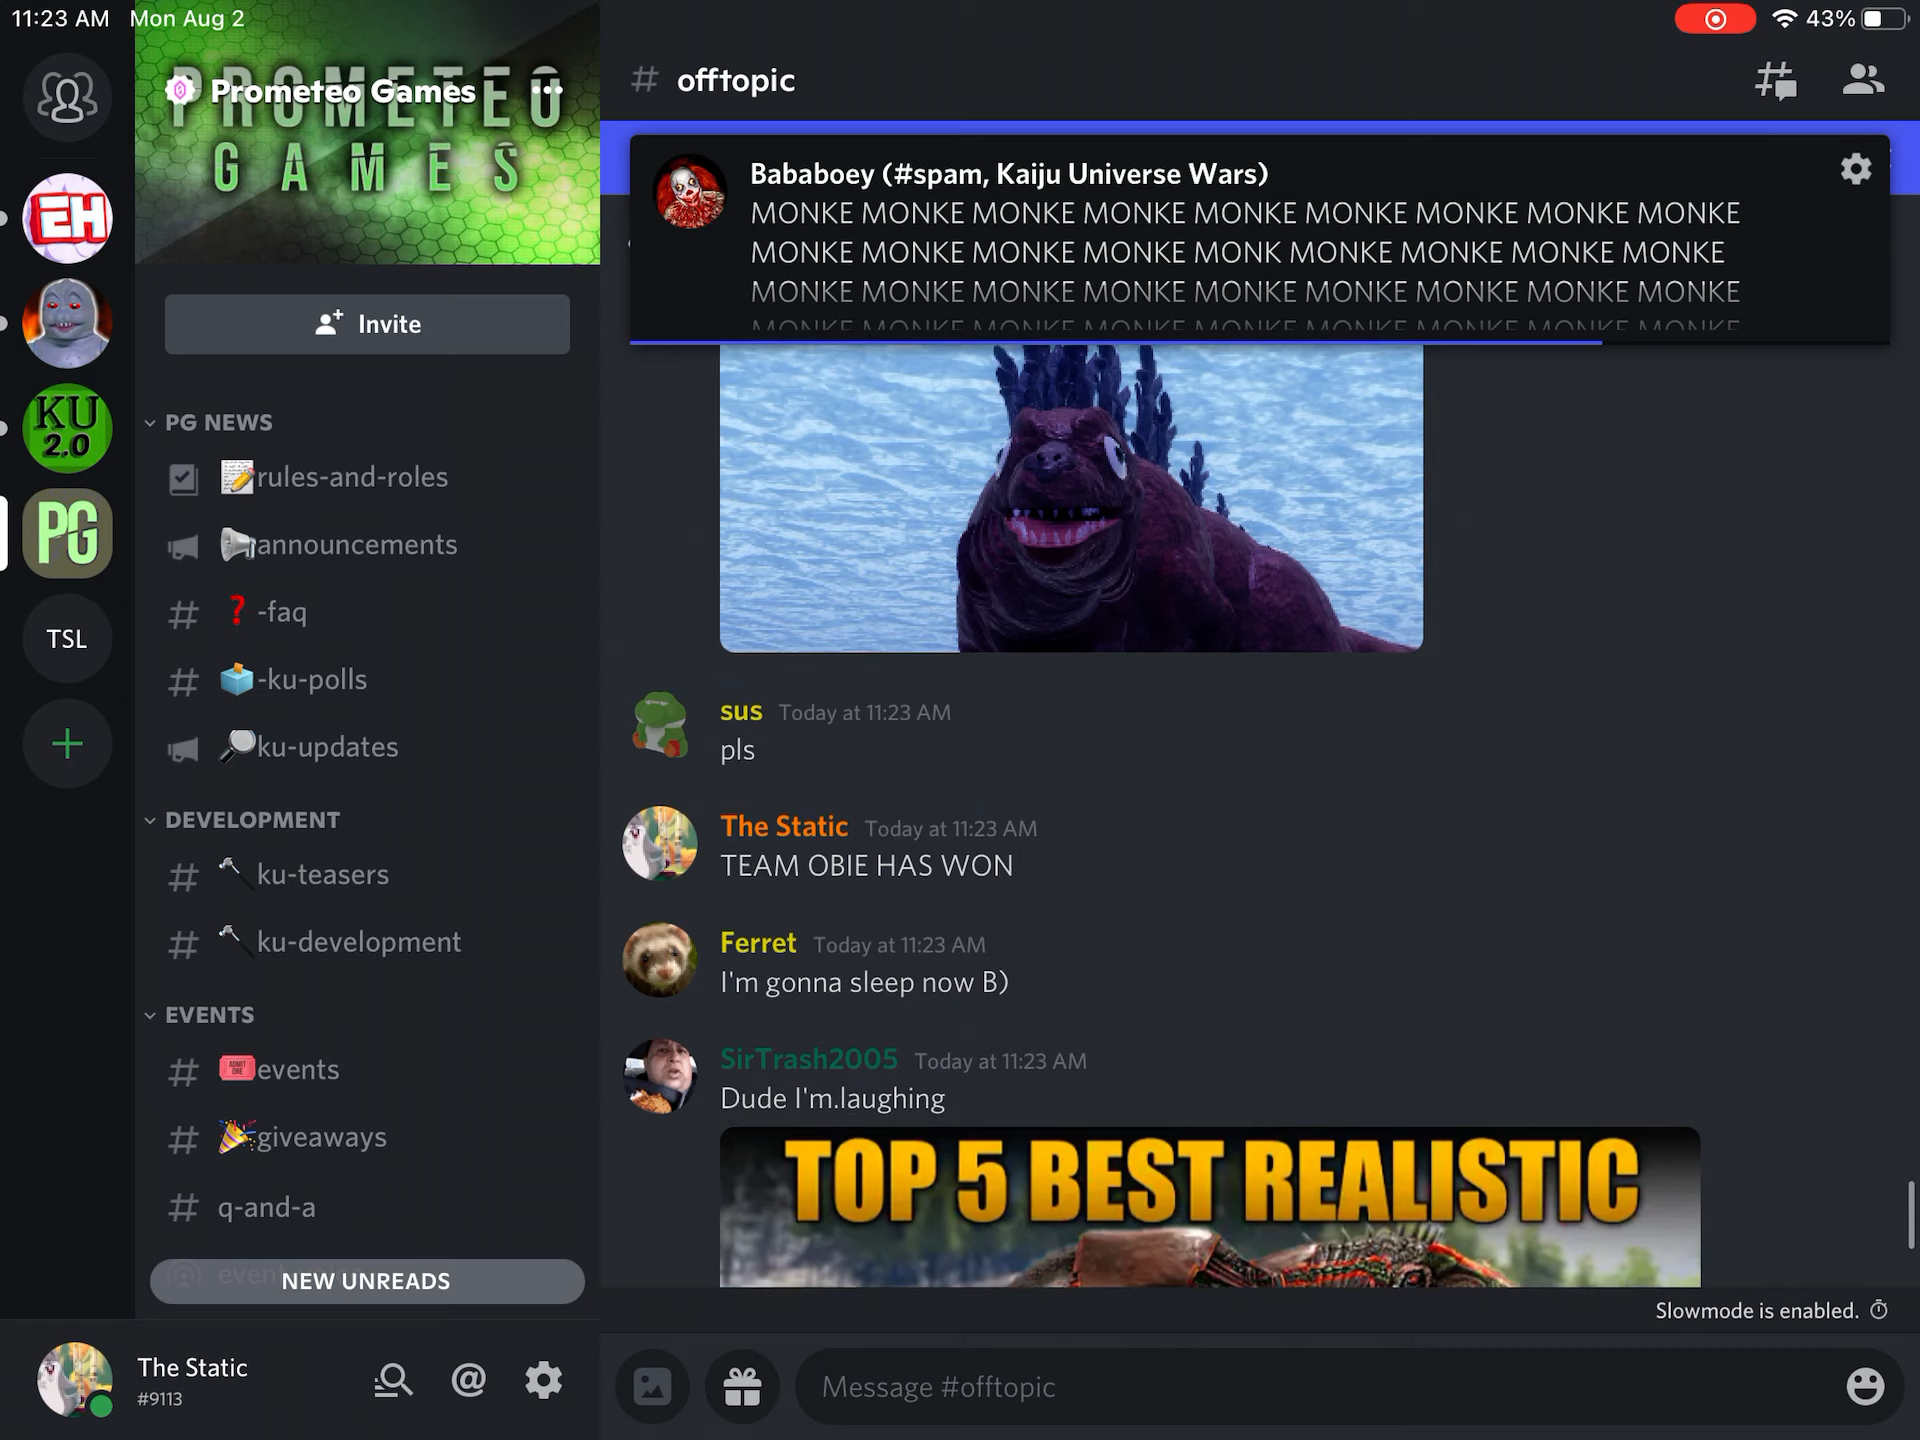 11:23 AM Mon Aug 2
43%
PROMETEO
GAMES
Prometeo Games
EH
KU
2.0
PG
TSL
Invite
PG NEWS
rules-and-roles
announcements
-faq
-ku-polls
ku-updates
DEVELOPMENT
ku-teasers
ku-development
EVENTS
events
giveaways
q-and-a
NEW UNREADS
The Static
#9113
# offtopic
Bababoey (#spam, Kaiju Universe Wars)
MONKE MONKE MONKE MONKE MONKE MONKE MONKE MONKE MONKE
MONKE MONKE MONKE MONKE MONK MONKE MONKE MONKE MONKE
MONKE MONKE MONKE MONKE MONKE MONKE MONKE MONKE MONKE
MONKE MONKE MONKE MONKE MONKE MONKE MONKE MONKE MONKE
sus Today at 11:23 AM
pls
The Static Today at 11:23 AM
TEAM OBIE HAS WON
Ferret Today at 11:23 AM
I'm gonna sleep now B)
SirTrash2005 Today at 11:23 AM
Dude I'm.laughing
TOP 5 BEST REALISTIC
Slowmode is enabled.
Message #offtopic